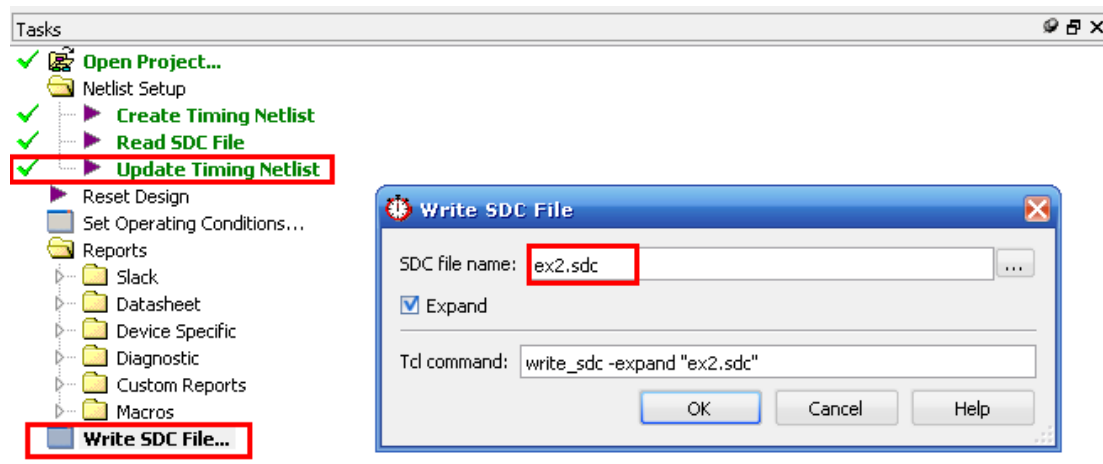 Tasks
Open Project...
Netlist Setup
Create Timing Netlist
Read SDC File
Update Timing Netlist
Reset Design
Set Operating Conditions...
Reports
Slack
Datasheet
Device Specific
Diagnostic
Custom Reports
Macros
Write SDC File...
Write SDC File
SDC file name: ex2.sdc ...
Expand
Tcl command: write_sdc -expand "ex2.sdc"
OK Cancel Help